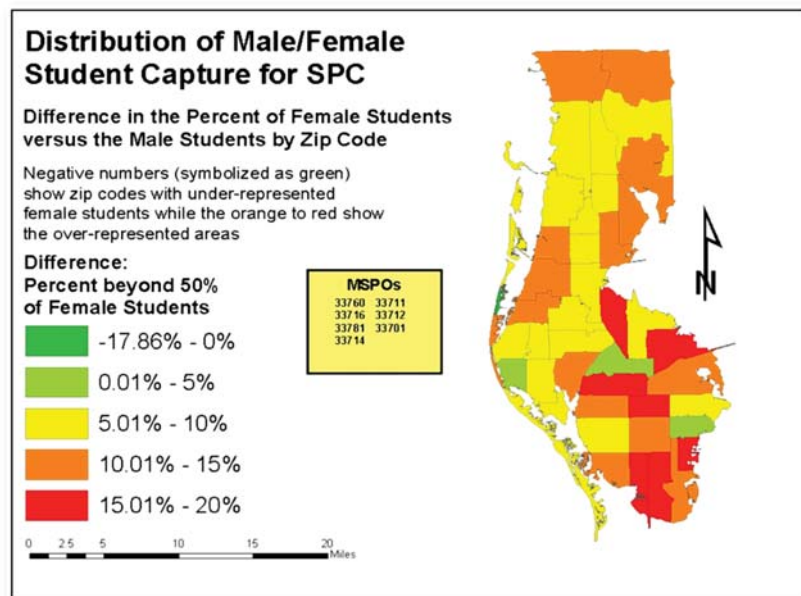 Distribution of Male/Female
Student Capture for SPC
Difference in the Percent of Female Students
versus the Male Students by Zip Code
Negative numbers (symbolized as green)
show zip codes with under-represented
female students while the orange to red show
the over-represented areas
Difference:
Percent beyond 50%
of Female Students
-17.86% - 0%
0.01% - 5%
5.01% - 10%
10.01% - 15%
15.01% - 20%
MSPOs
33760 33711
33716 33712
33781 33701
33714
N
0 2.5 5 10 15 20
Miles